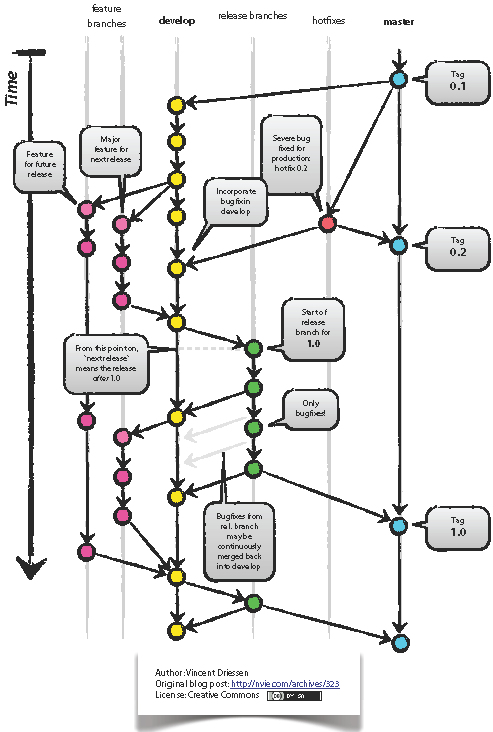 feature
branches
develop
release branches
hotfixes
master
Time
Tag
0.1
Major
feature for
next release
Severe bug
fixed for
production:
hotfix 0.2
Feature
for future
release
Incorporate
bugfix in
develop
Tag
0.2
Start of
release
branch for
1.0
From this point on,
“next release”
means the release
after 1.0
Only
bugfixes!
Bugfixes from
rel. branch
may be
continuously
merged back
into develop
Tag
1.0
Author: Vincent Driessen
Original blog post: http://nvie.com/archives/323
License: Creative Commons
(cc) BY SA